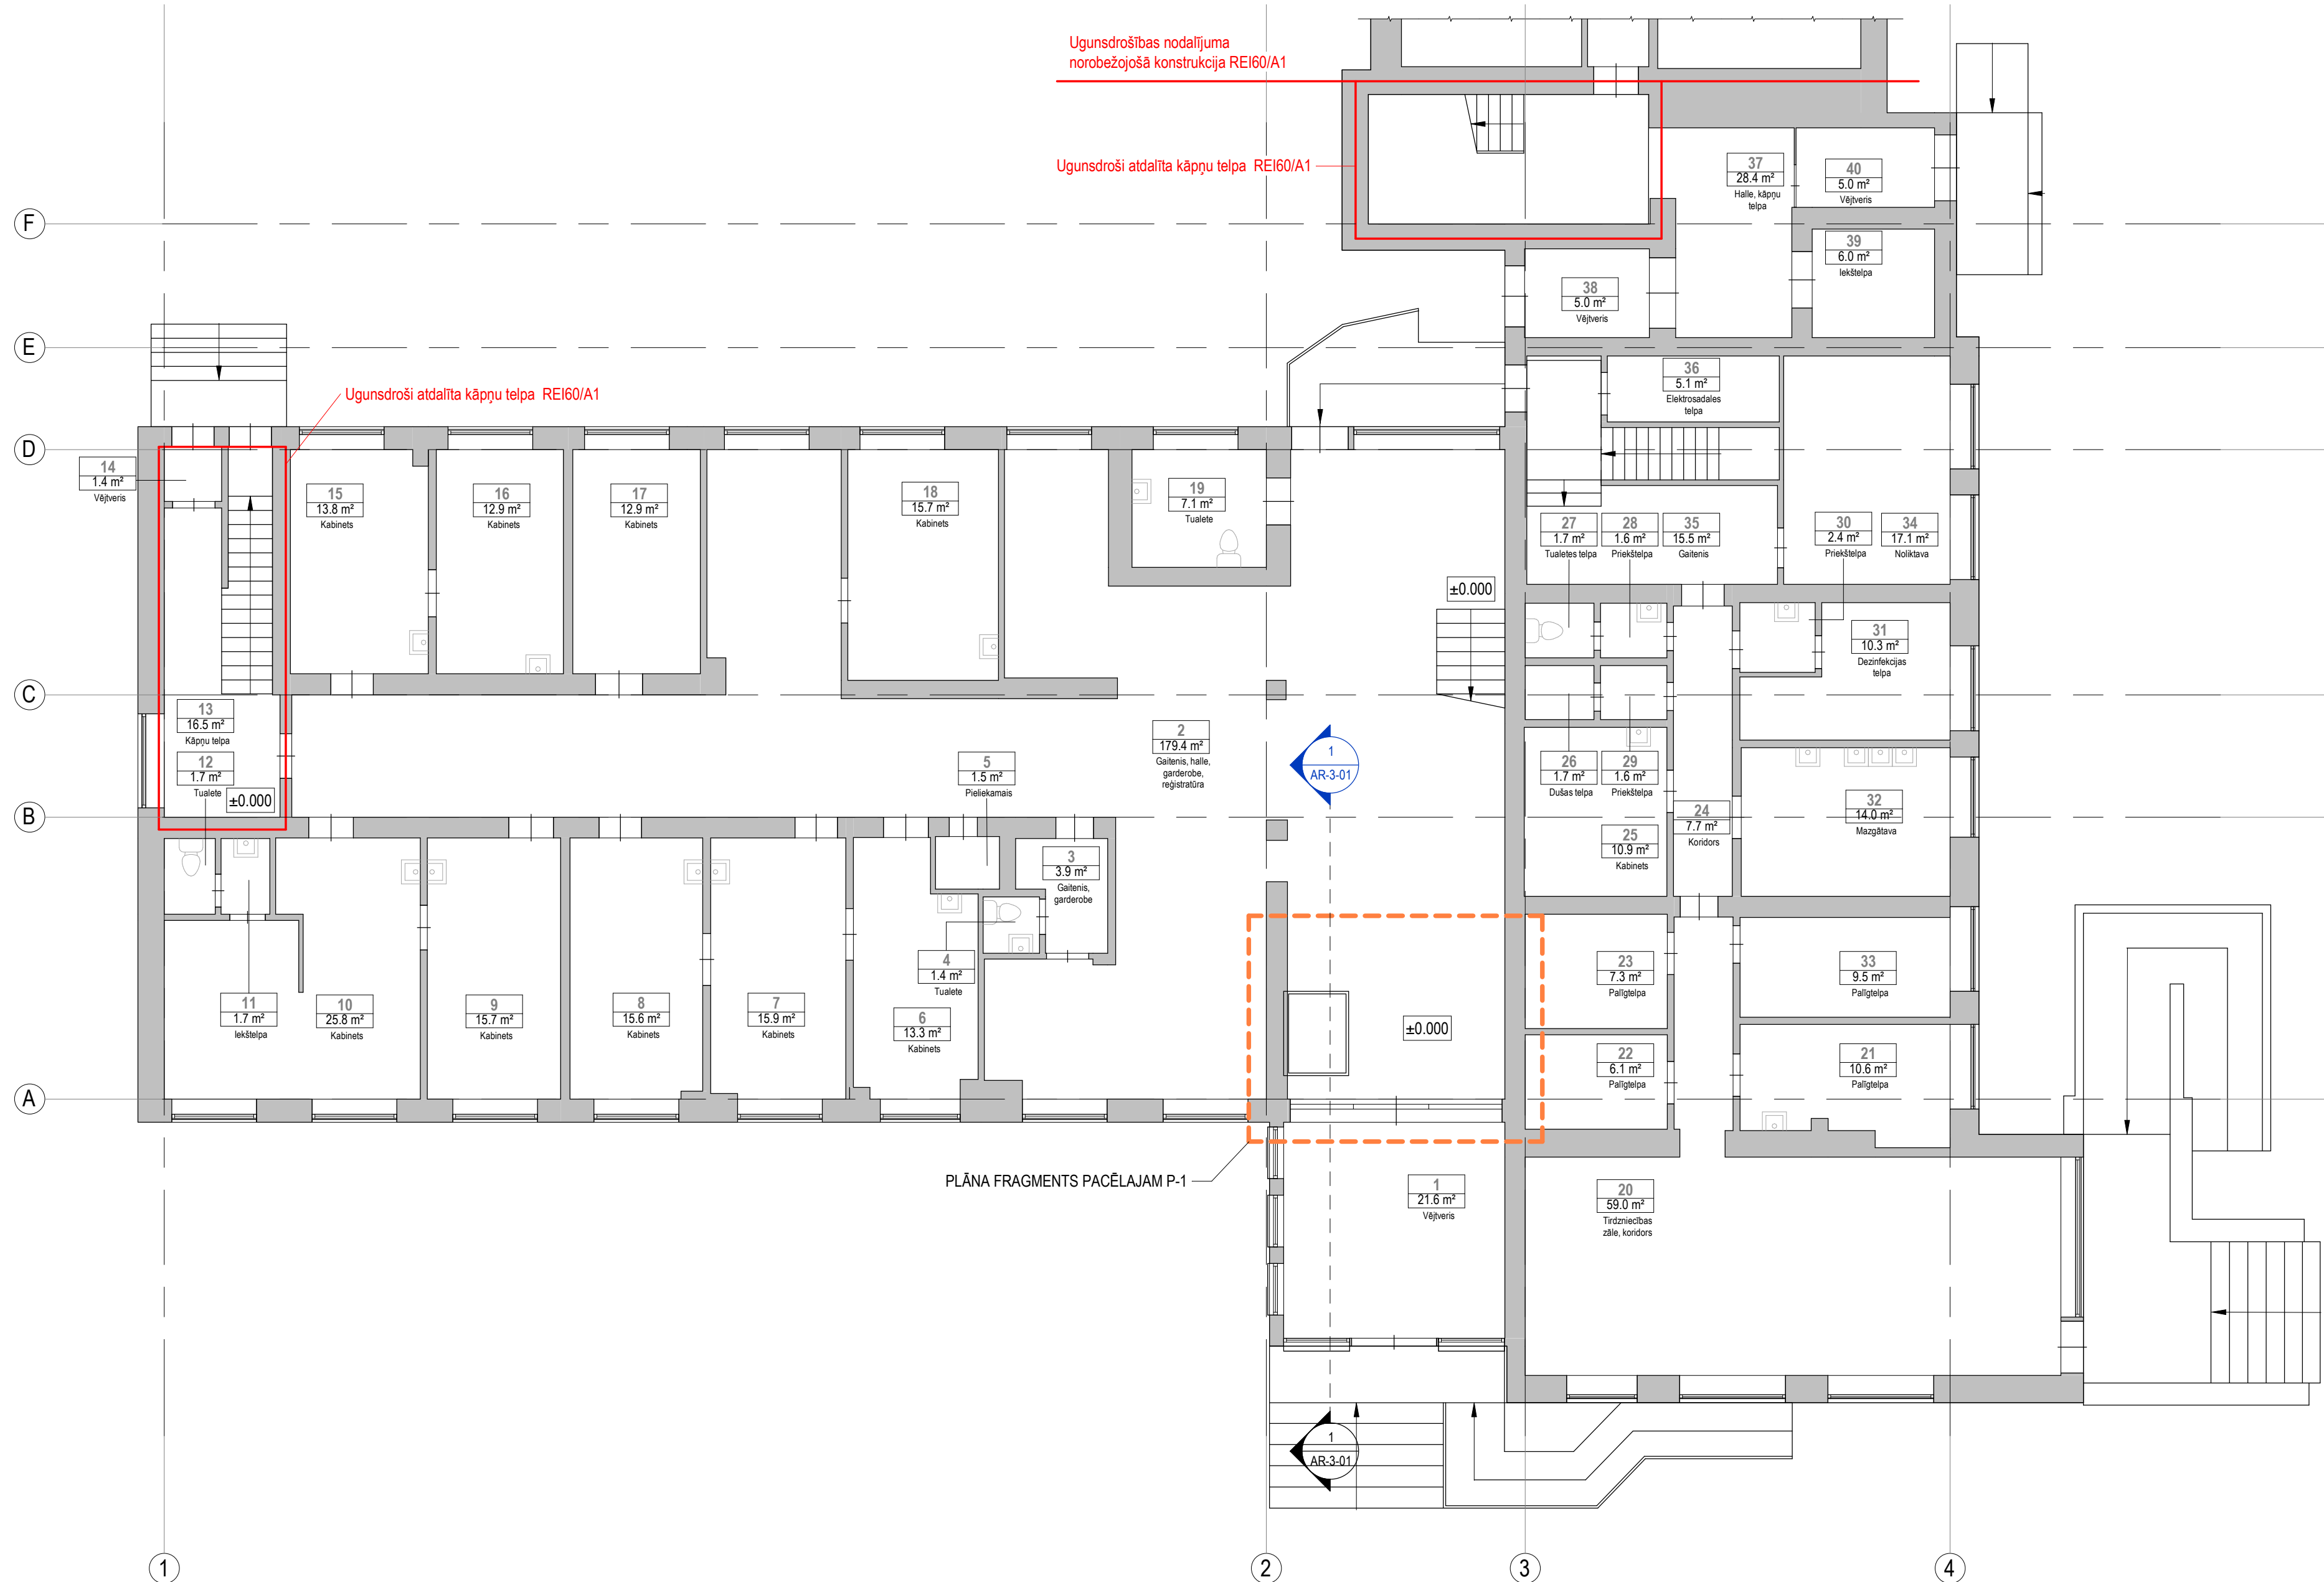 Ugunsdrošības nodalījuma
norobežojošā konstrukcija REI60/A1
Ugunsdroši atdalīta kāpņu telpa REI60/A1
37
28.4 m²
Halle, kāpņu
telpa
40
5.0 m²
Vējtveris
F
39
6.0 m²
Iekštelpa
38
5.0 m²
Vējtveris
E
36
5.1 m²
Elektrosadales
telpa
Ugunsdroši atdalīta kāpņu telpa REI60/A1
D
14
1.4 m²
Vējtveris
15
13.8 m²
Kabinets
16
12.9 m²
Kabinets
17
12.9 m²
Kabinets
18
15.7 m²
Kabinets
19
7.1 m²
Tualete
27
1.7 m²
Tualetes telpa
28
1.6 m²
Priekštelpa
35
15.5 m²
Gaitenis
30
2.4 m²
Priekštelpa
34
17.1 m²
Noliktava
±0.000
31
10.3 m²
Dezinfekcijas
telpa
C
13
16.5 m²
Kāpņu telpa
12
1.7 m²
Tualete
±0.000
2
179.4 m²
Gaitenis, halle,
garderobe,
reģistratūra
5
1.5 m²
Pieliekamais
1
AR-3-01
26
1.7 m²
Dušas telpa
29
1.6 m²
Priekštelpa
24
7.7 m²
Koridors
32
14.0 m²
Mazgātava
25
10.9 m²
Kabinets
B
3
3.9 m²
Gaitenis,
garderobe
4
1.4 m²
Tualete
23
7.3 m²
Palīgtelpa
33
9.5 m²
Palīgtelpa
11
1.7 m²
Iekštelpa
10
25.8 m²
Kabinets
9
15.7 m²
Kabinets
8
15.6 m²
Kabinets
7
15.9 m²
Kabinets
6
13.3 m²
Kabinets
±0.000
22
6.1 m²
Palīgtelpa
21
10.6 m²
Palīgtelpa
A
PLĀNA FRAGMENTS PACĒLAJAM P-1
1
21.6 m²
Vējtveris
20
59.0 m²
Tirdzniecības
zāle, koridors
1
AR-3-01
1
2
3
4